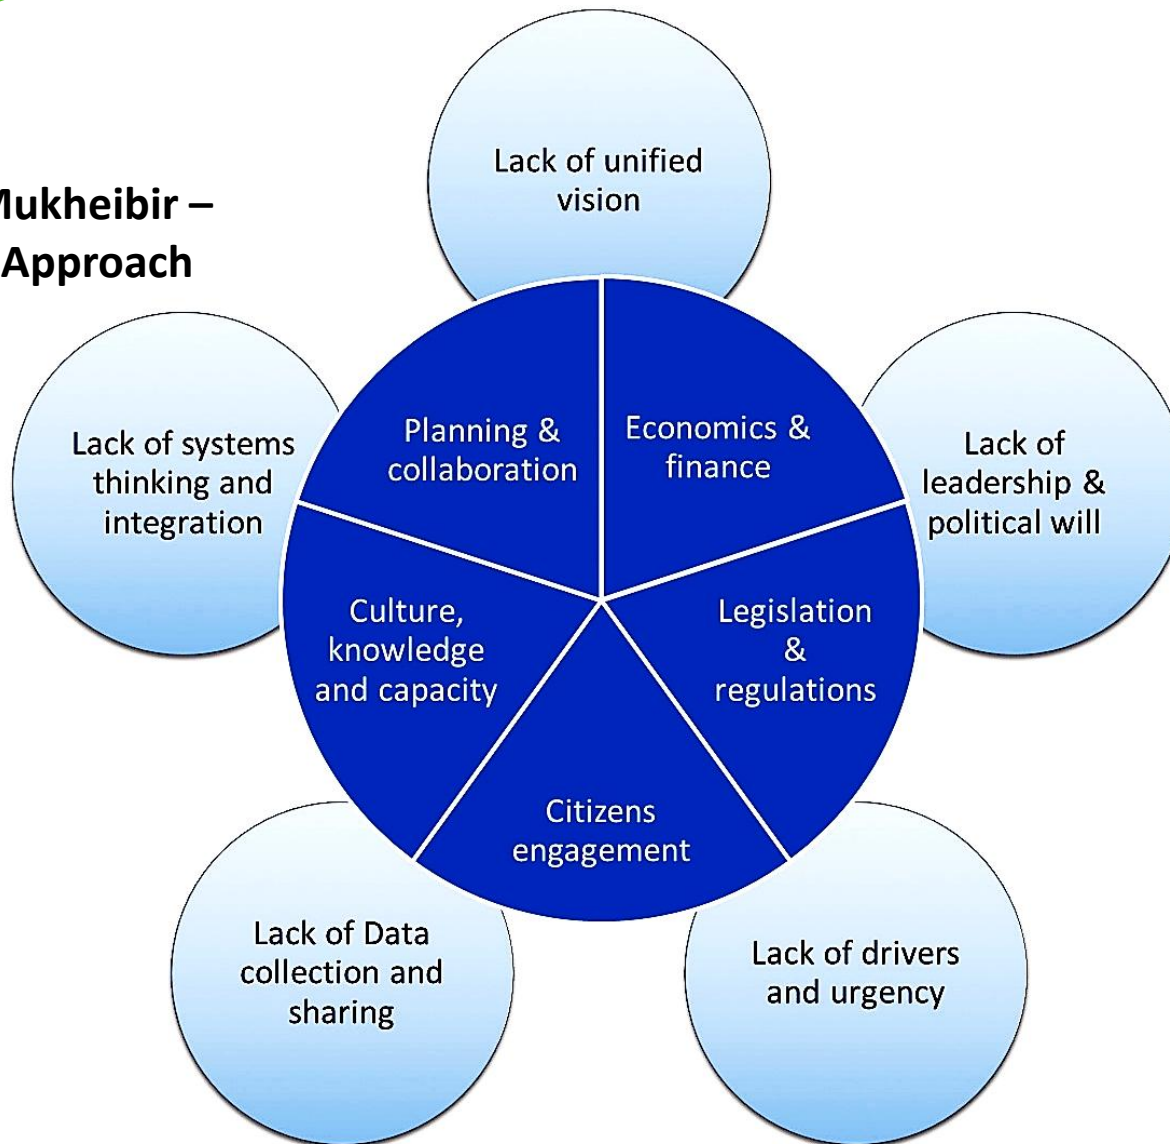 Lack of unified
vision
Mukheibir –
Approach
Planning &
collaboration
Economics &
finance
Lack of systems
thinking and
integration
Lack of
leadership &
political will
Culture,
knowledge
and capacity
Legislation
&
regulations
Citizens
engagement
Lack of Data
collection and
sharing
Lack of drivers
and urgency